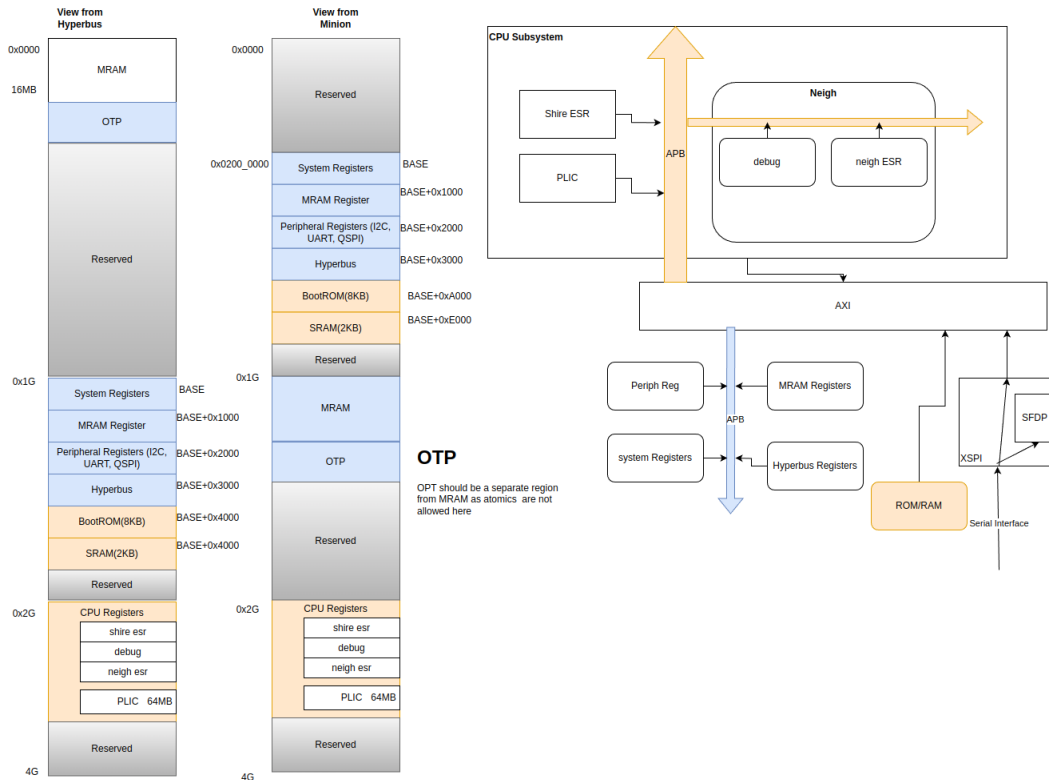 View from
Hyperbus
0x0000
MRAM
16MB
OTP
Reserved
0x1G
System Registers
BASE
MRAM Register
BASE+0x1000
Peripheral Registers (I2C,
UART, QSPI)
BASE+0x2000
Hyperbus
BASE+0x3000
BootROM(8KB)
BASE+0x4000
SRAM(2KB)
BASE+0x4000
Reserved
0x2G
CPU Registers
shire esr
debug
neigh esr
PLIC 64MB
Reserved
4G
View from
Minion
0x0000
Reserved
0x0200_0000
System Registers
BASE
MRAM Register
BASE+0x1000
Peripheral Registers (I2C,
UART, QSPI)
BASE+0x2000
Hyperbus
BASE+0x3000
BootROM(8KB)
BASE+0xA000
SRAM(2KB)
BASE+0xE000
Reserved
0x1G
MRAM
OTP
Reserved
0x2G
CPU Registers
shire esr
debug
neigh esr
PLIC 64MB
Reserved
4G
OTP
OPT should be a separate region
from MRAM as atomics are not
allowed here
CPU Subsystem
Shire ESR
PLIC
APB
Neigh
debug
neigh ESR
AXI
Periph Reg
MRAM Registers
APB
system Registers
Hyperbus Registers
SFDP
XSPI
ROM/RAM
Serial Interface